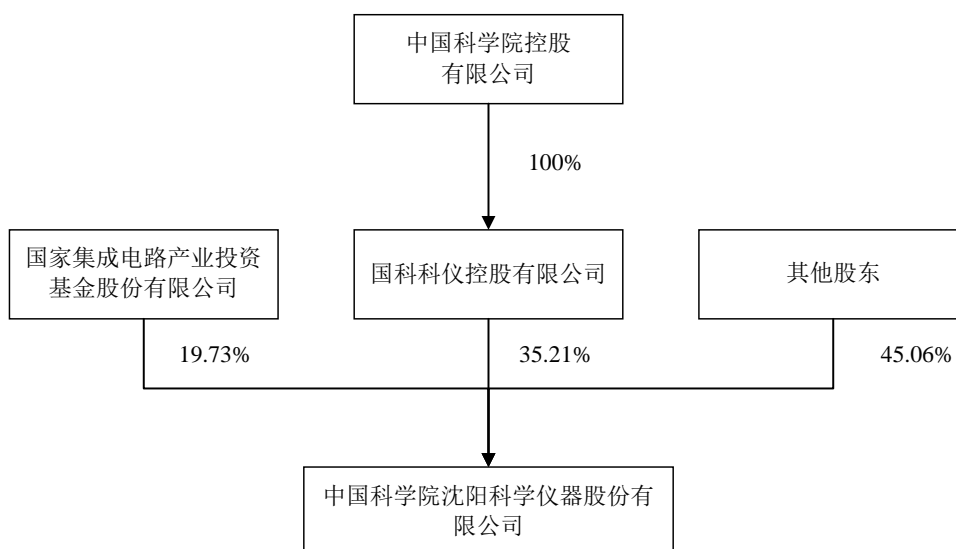 中国科学院控股
有限公司
100%
国家集成电路产业投资
基金股份有限公司
国科科仪控股有限公司
其他股东
19.73%
35.21%
45.06%
中国科学院沈阳科学仪器股份有
限公司